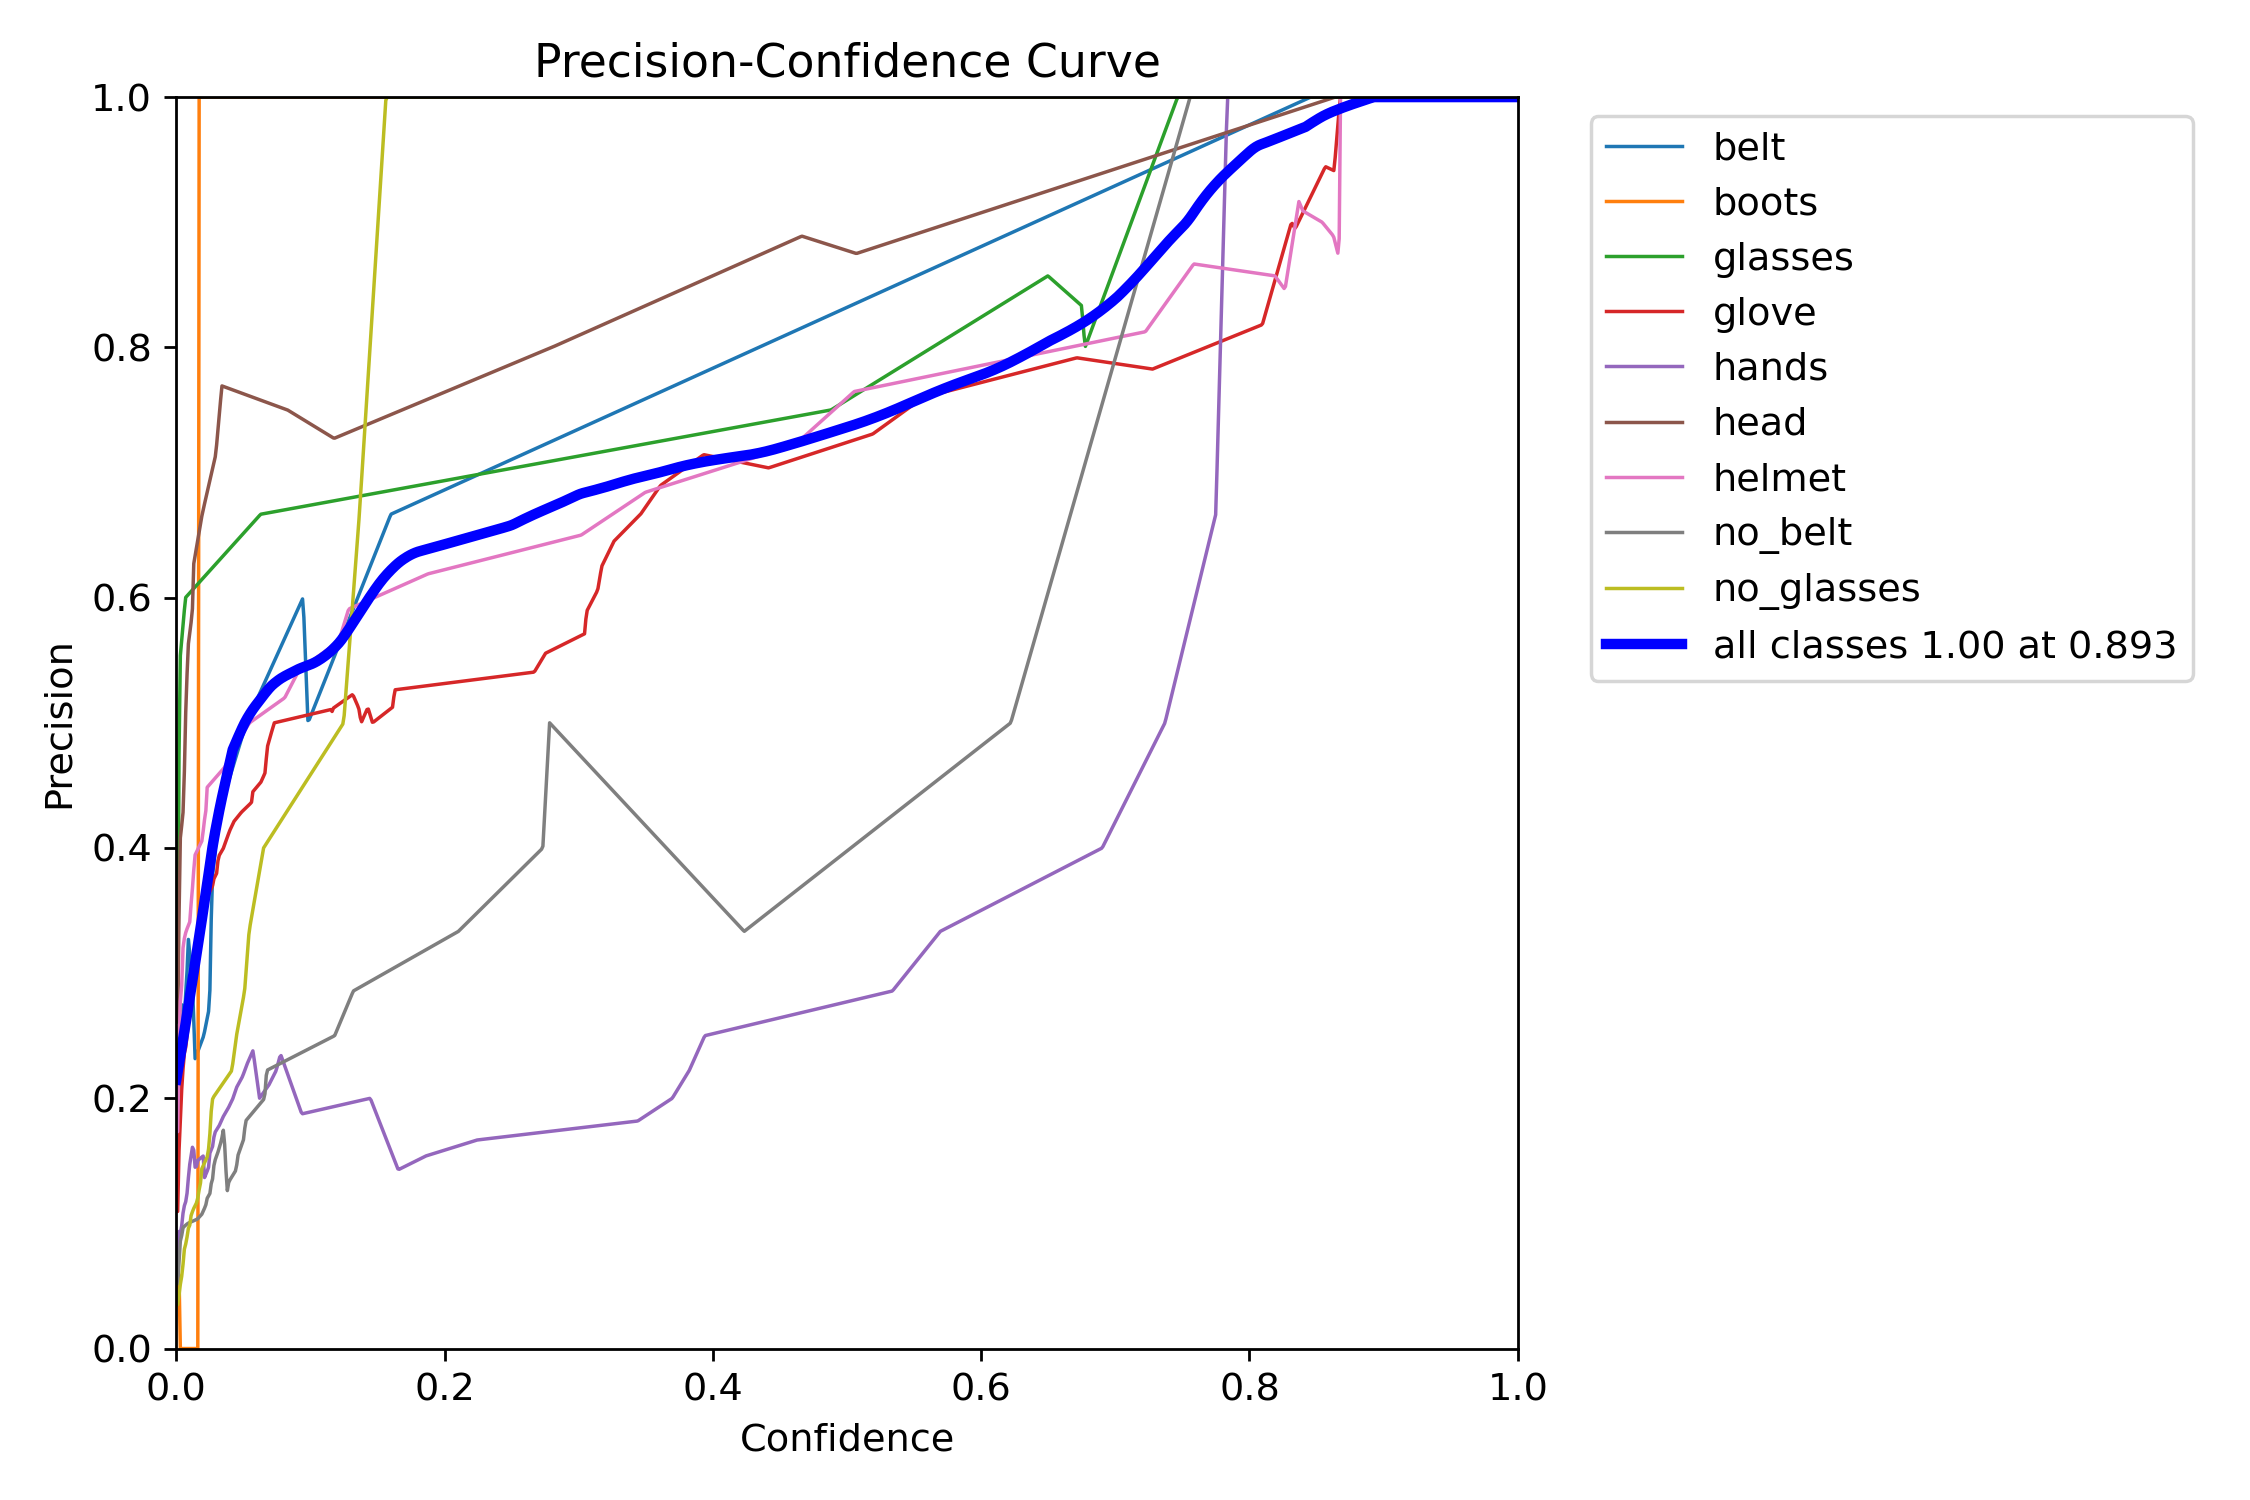 Precision-Confidence Curve
1.0
0.8
0.6
0.4
0.2
0.0
Precision
0.0 0.2 0.4 0.6 0.8 1.0
Confidence
belt
boots
glasses
glove
hands
head
helmet
no_belt
no_glasses
all classes 1.00 at 0.893